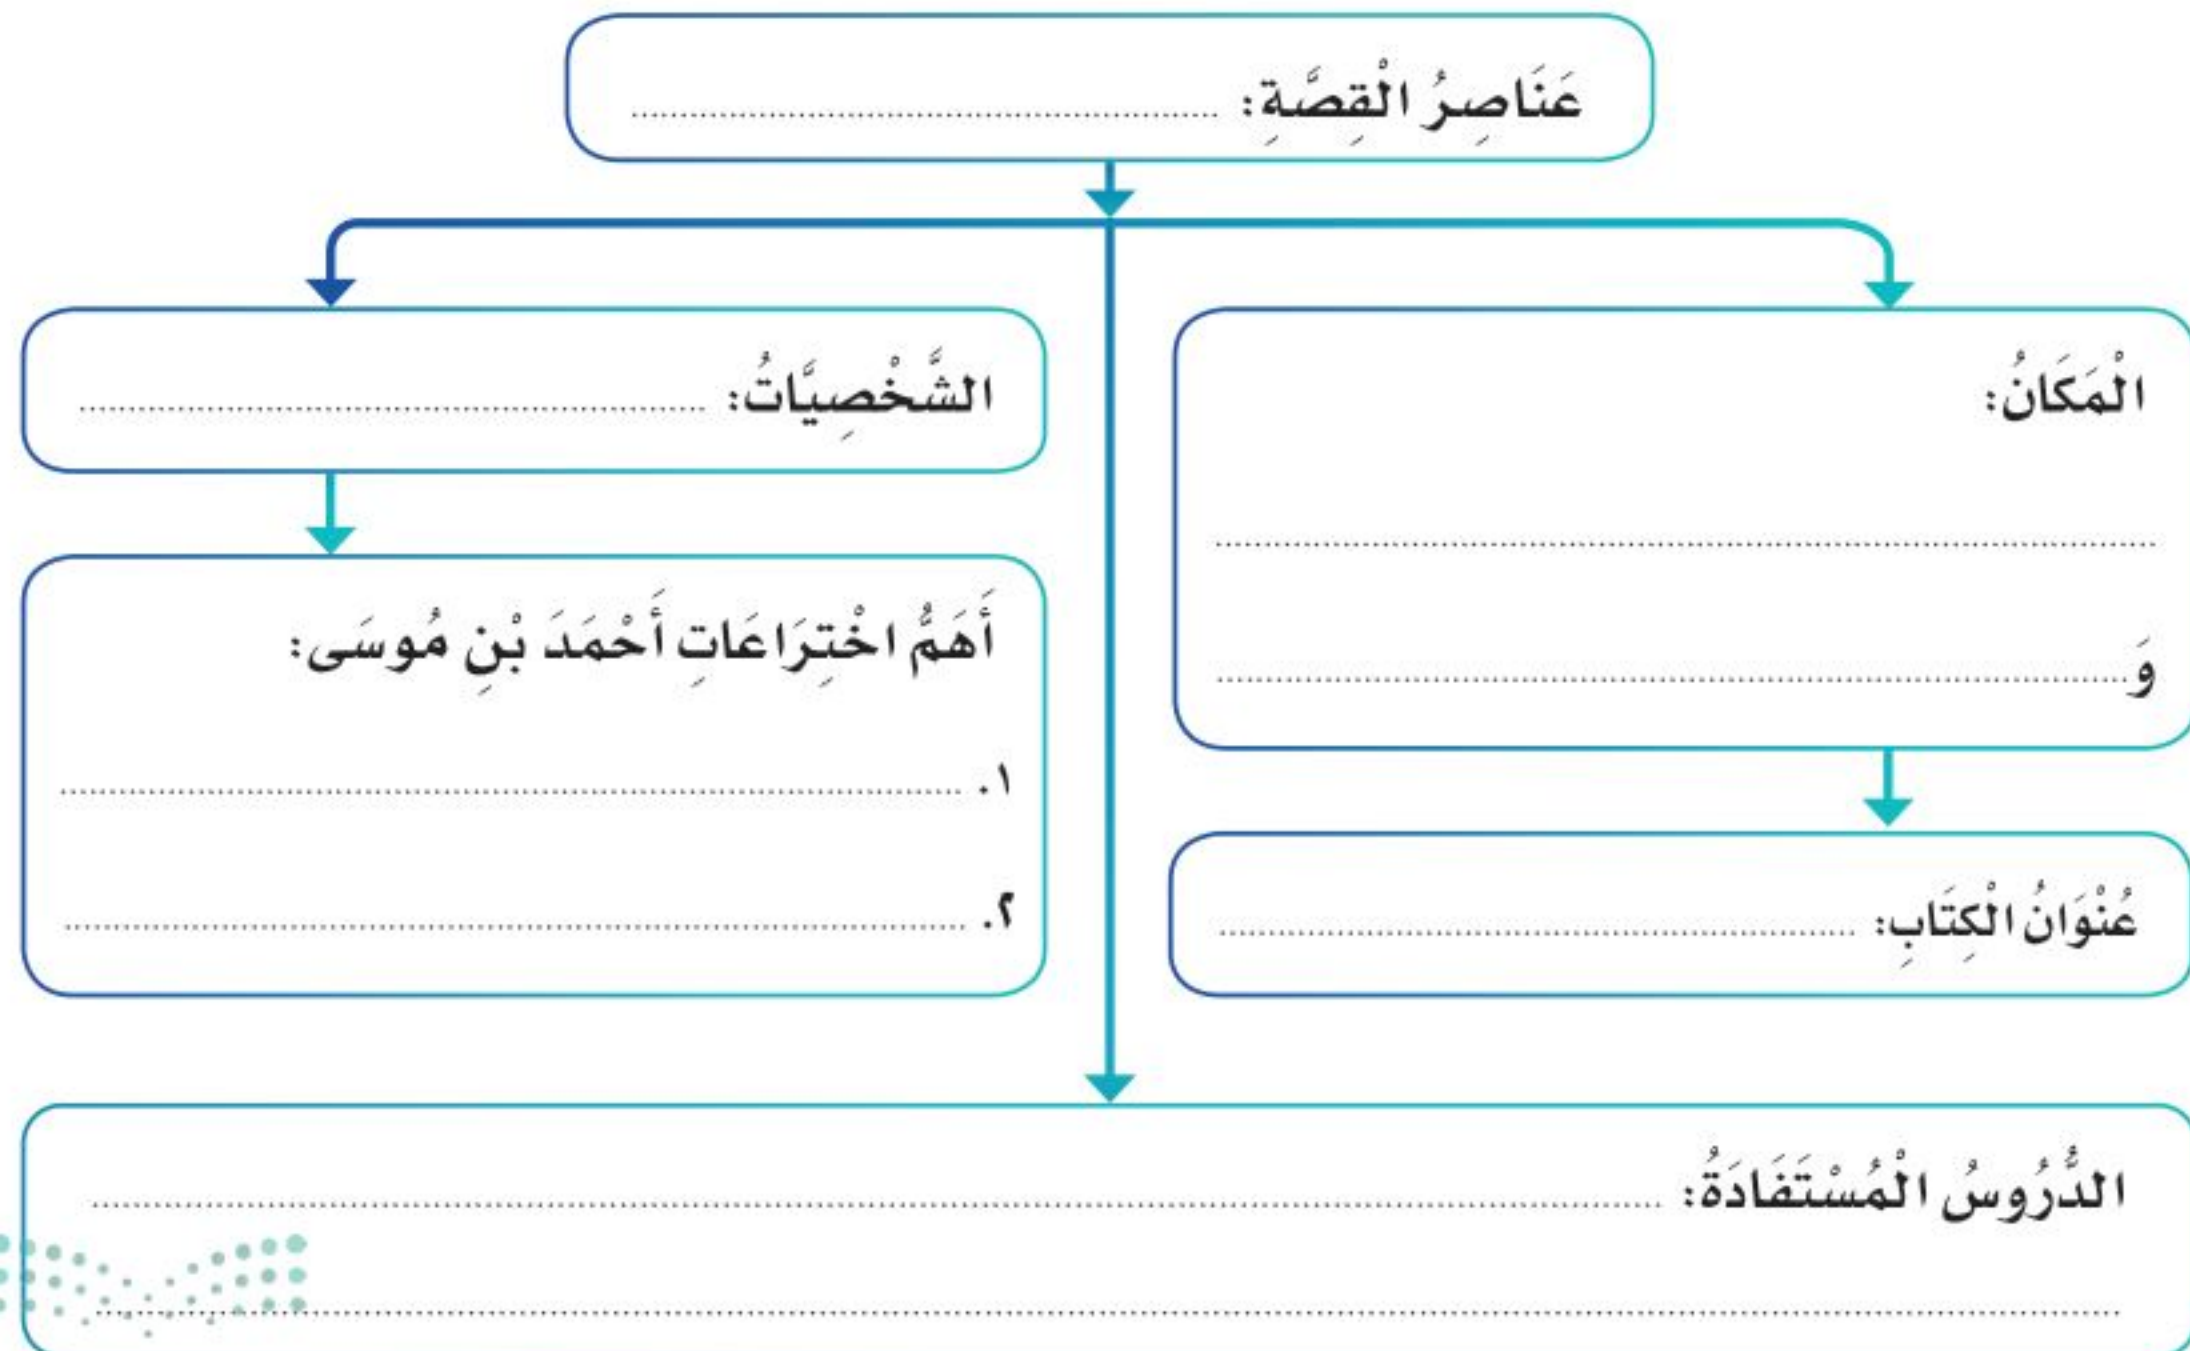 عَنَاصِرُ الْقِصَّةِ: ........................................
الْمَكَانُ:
............................................................
وَ............................................................
الشَّخْصِيَّاتُ: ........................................
أَهَمُّ اخْتِرَاعَاتِ أَحْمَدَ بْنِ مُوسَى:
١. ............................................................
٢. ............................................................
عُنْوَانُ الْكِتَابِ: ........................................
الدُّرُوسُ الْمُسْتَفَادَةُ: ............................................................
............................................................